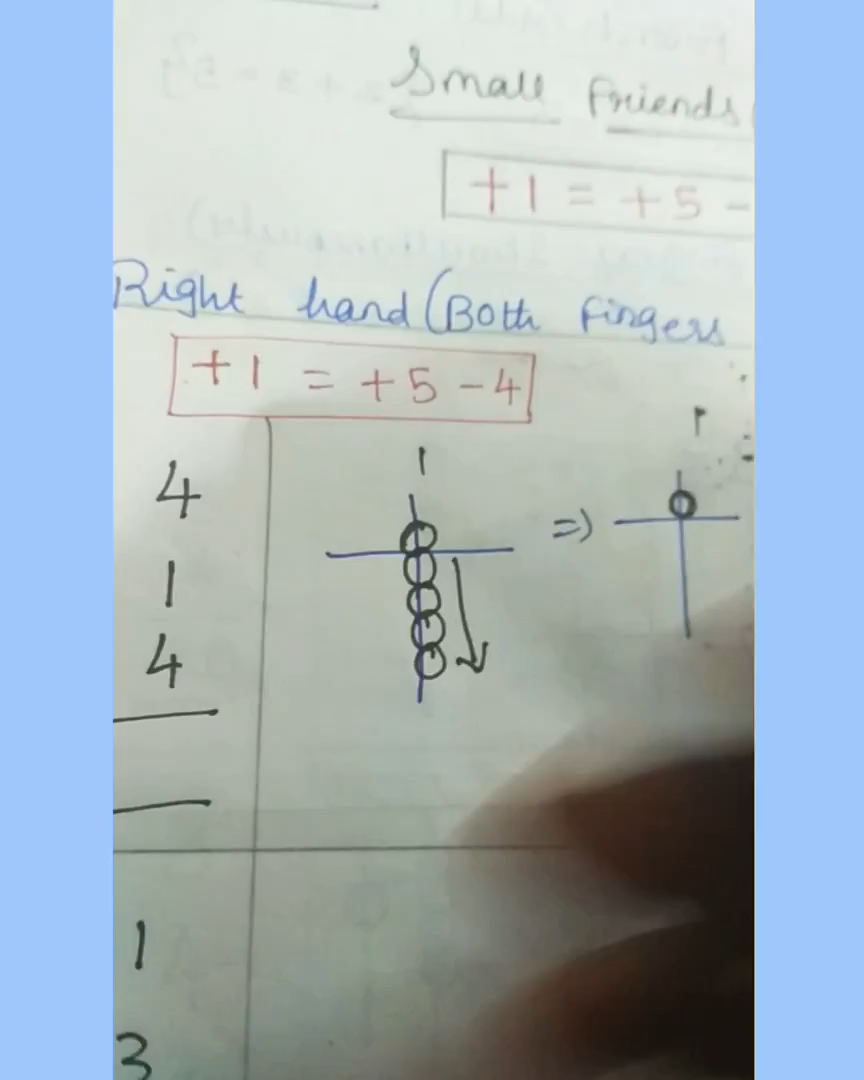 Small Friends
+1 = +5 -
Right hand (Both Fingers
+1 = +5 -4
4
1
4
1
=>
1
3